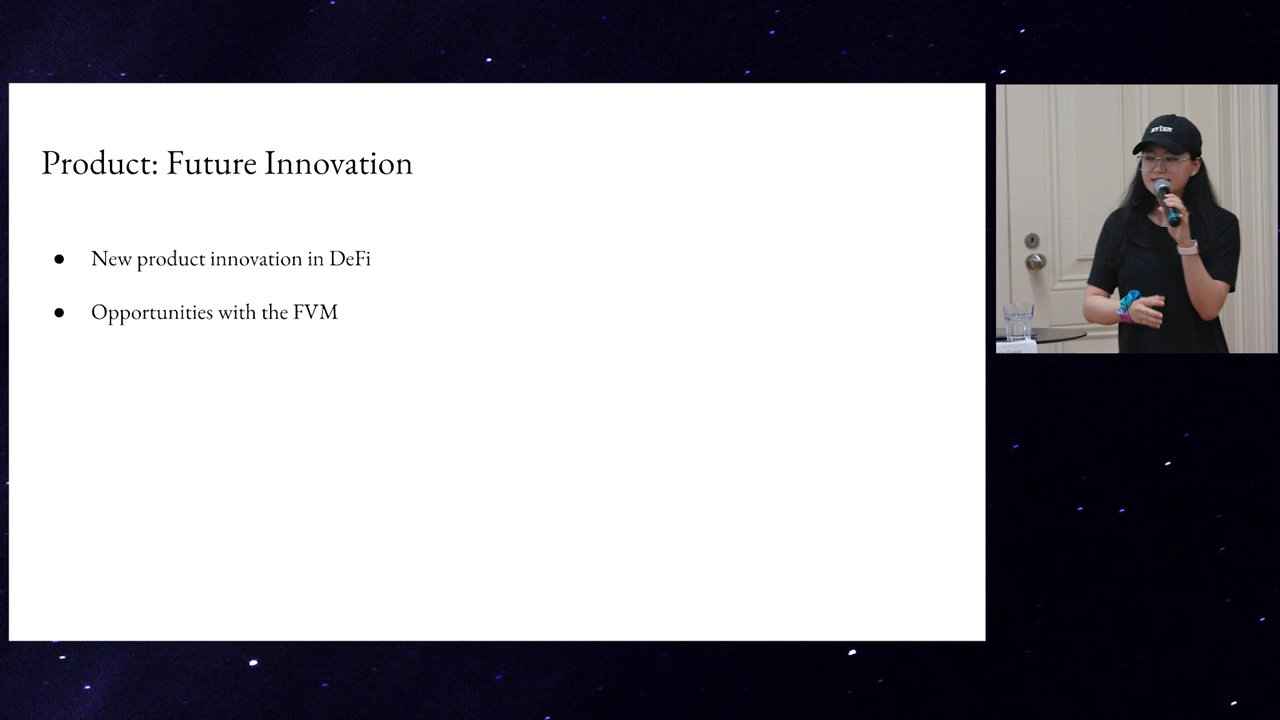 Product: Future Innovation
● New product innovation in DeFi
● Opportunities with the FVM